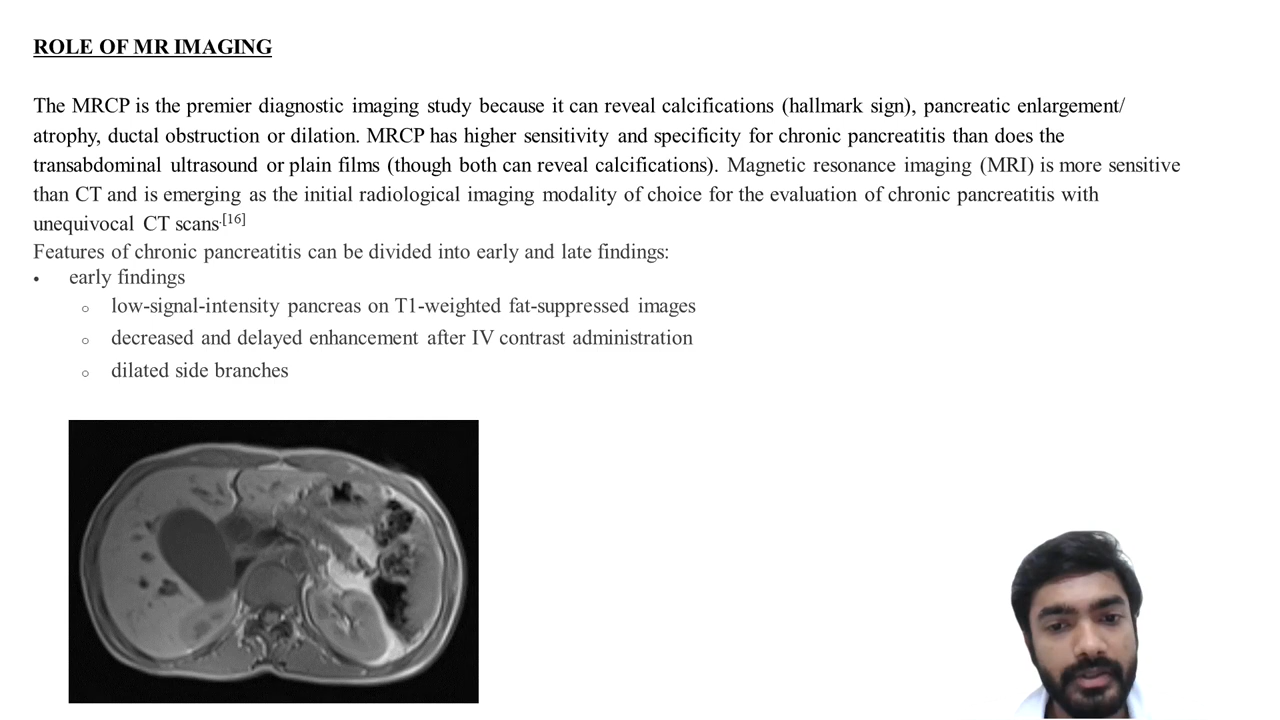 ROLE OF MR IMAGING
The MRCP is the premier diagnostic imaging study because it can reveal calcifications (hallmark sign), pancreatic enlargement/
atrophy, ductal obstruction or dilation. MRCP has higher sensitivity and specificity for chronic pancreatitis than does the
transabdominal ultrasound or plain films (though both can reveal calcifications). Magnetic resonance imaging (MRI) is more sensitive
than CT and is emerging as the initial radiological imaging modality of choice for the evaluation of chronic pancreatitis with
unequivocal CT scans.[16]
Features of chronic pancreatitis can be divided into early and late findings:
• early findings
○ low-signal-intensity pancreas on T1-weighted fat-suppressed images
○ decreased and delayed enhancement after IV contrast administration
○ dilated side branches